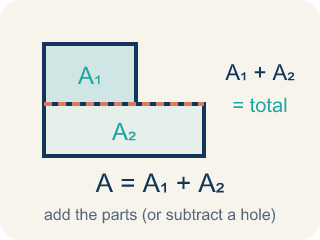 A₁
A₁ + A₂
= total
A₂
A = A₁ + A₂
add the parts (or subtract a hole)